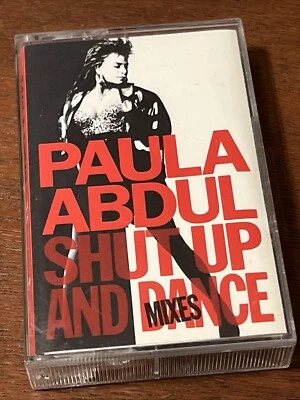 PAULA
ABDUL
SHUT UP
AND DANCE
MIXES